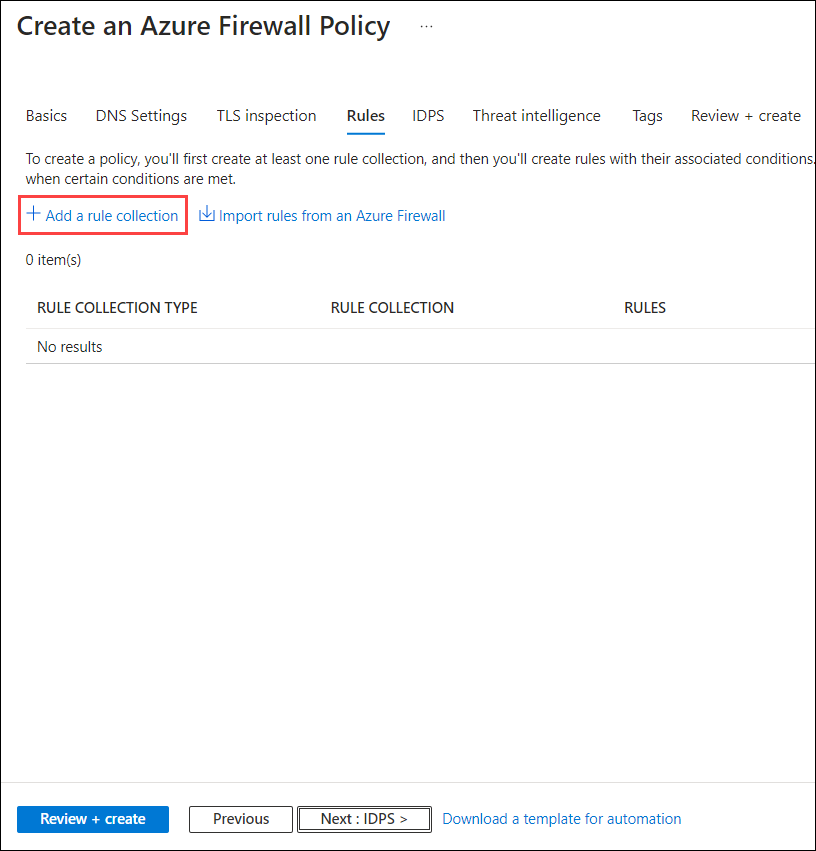 Create an Azure Firewall Policy ...
Basics DNS Settings TLS inspection Rules IDPS Threat intelligence Tags Review + create
To create a policy, you'll first create at least one rule collection, and then you'll create rules with their associated conditions.
when certain conditions are met.
+ Add a rule collection Import rules from an Azure Firewall
0 item(s)
RULE COLLECTION TYPE RULE COLLECTION RULES
No results
Review + create Previous Next : IDPS > Download a template for automation